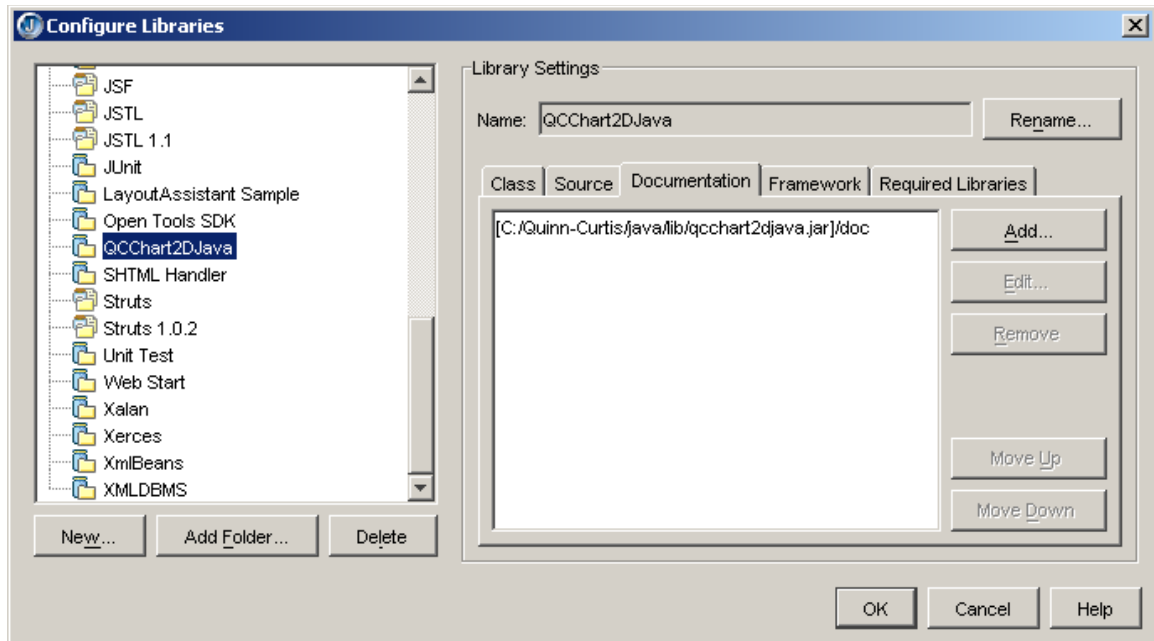 Configure Libraries
JSF
JSTL
JSTL 1.1
JUnit
LayoutAssistant Sample
Open Tools SDK
QCChart2DJava
SHTML Handler
Struts
Struts 1.0.2
Unit Test
Web Start
Xalan
Xerces
XmlBeans
XMLDBMS
New...
Add Folder...
Delete
Library Settings
Name:
QCChart2DJava
Rename...
Class
Source
Documentation
Framework
Required Libraries
[C:/Quinn-Curtis/java/lib/qcchart2djava.jar]/doc
Add...
Edit...
Remove
Move Up
Move Down
OK
Cancel
Help